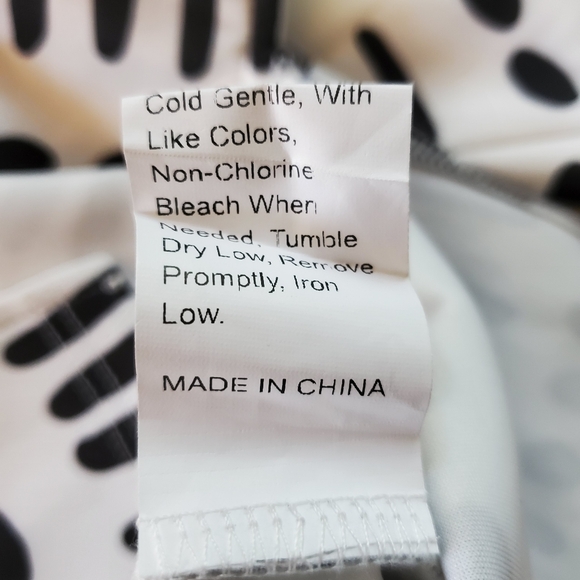 Cold Gentle, With
Like Colors,
Non-Chlorine
Bleach When
Needed, Tumble
Dry Low, Remove
Promptly, Iron
Low.
MADE IN CHINA